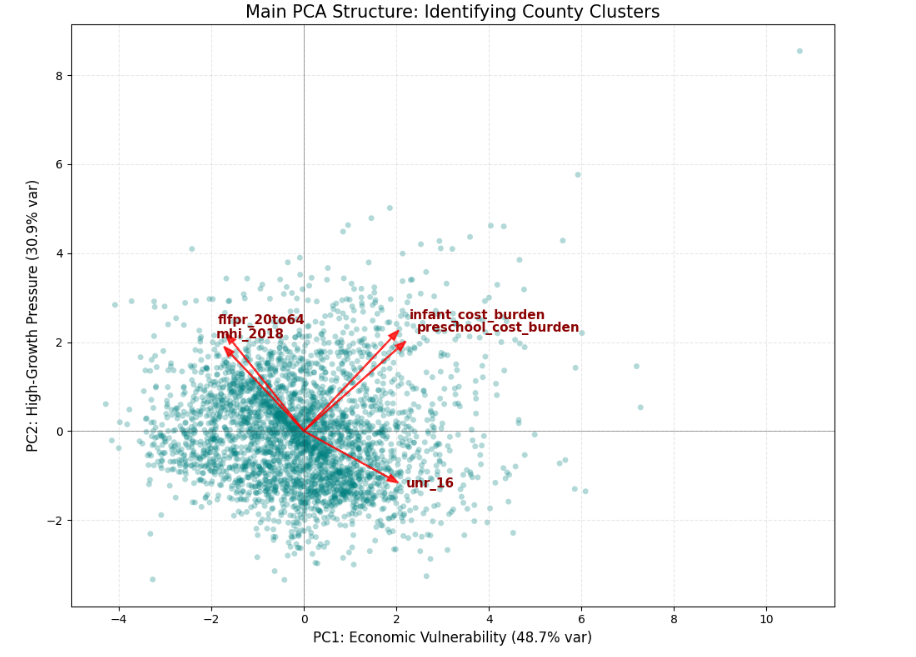 Main PCA Structure: Identifying County Clusters
PC2: High-Growth Pressure (30.9% var)
8
6
4
2
0
−2
flfpr_20to64
mhi_2018
infant_cost_burden
preschool_cost_burden
unr_16
−4
−2
0
2
4
6
8
10
PC1: Economic Vulnerability (48.7% var)